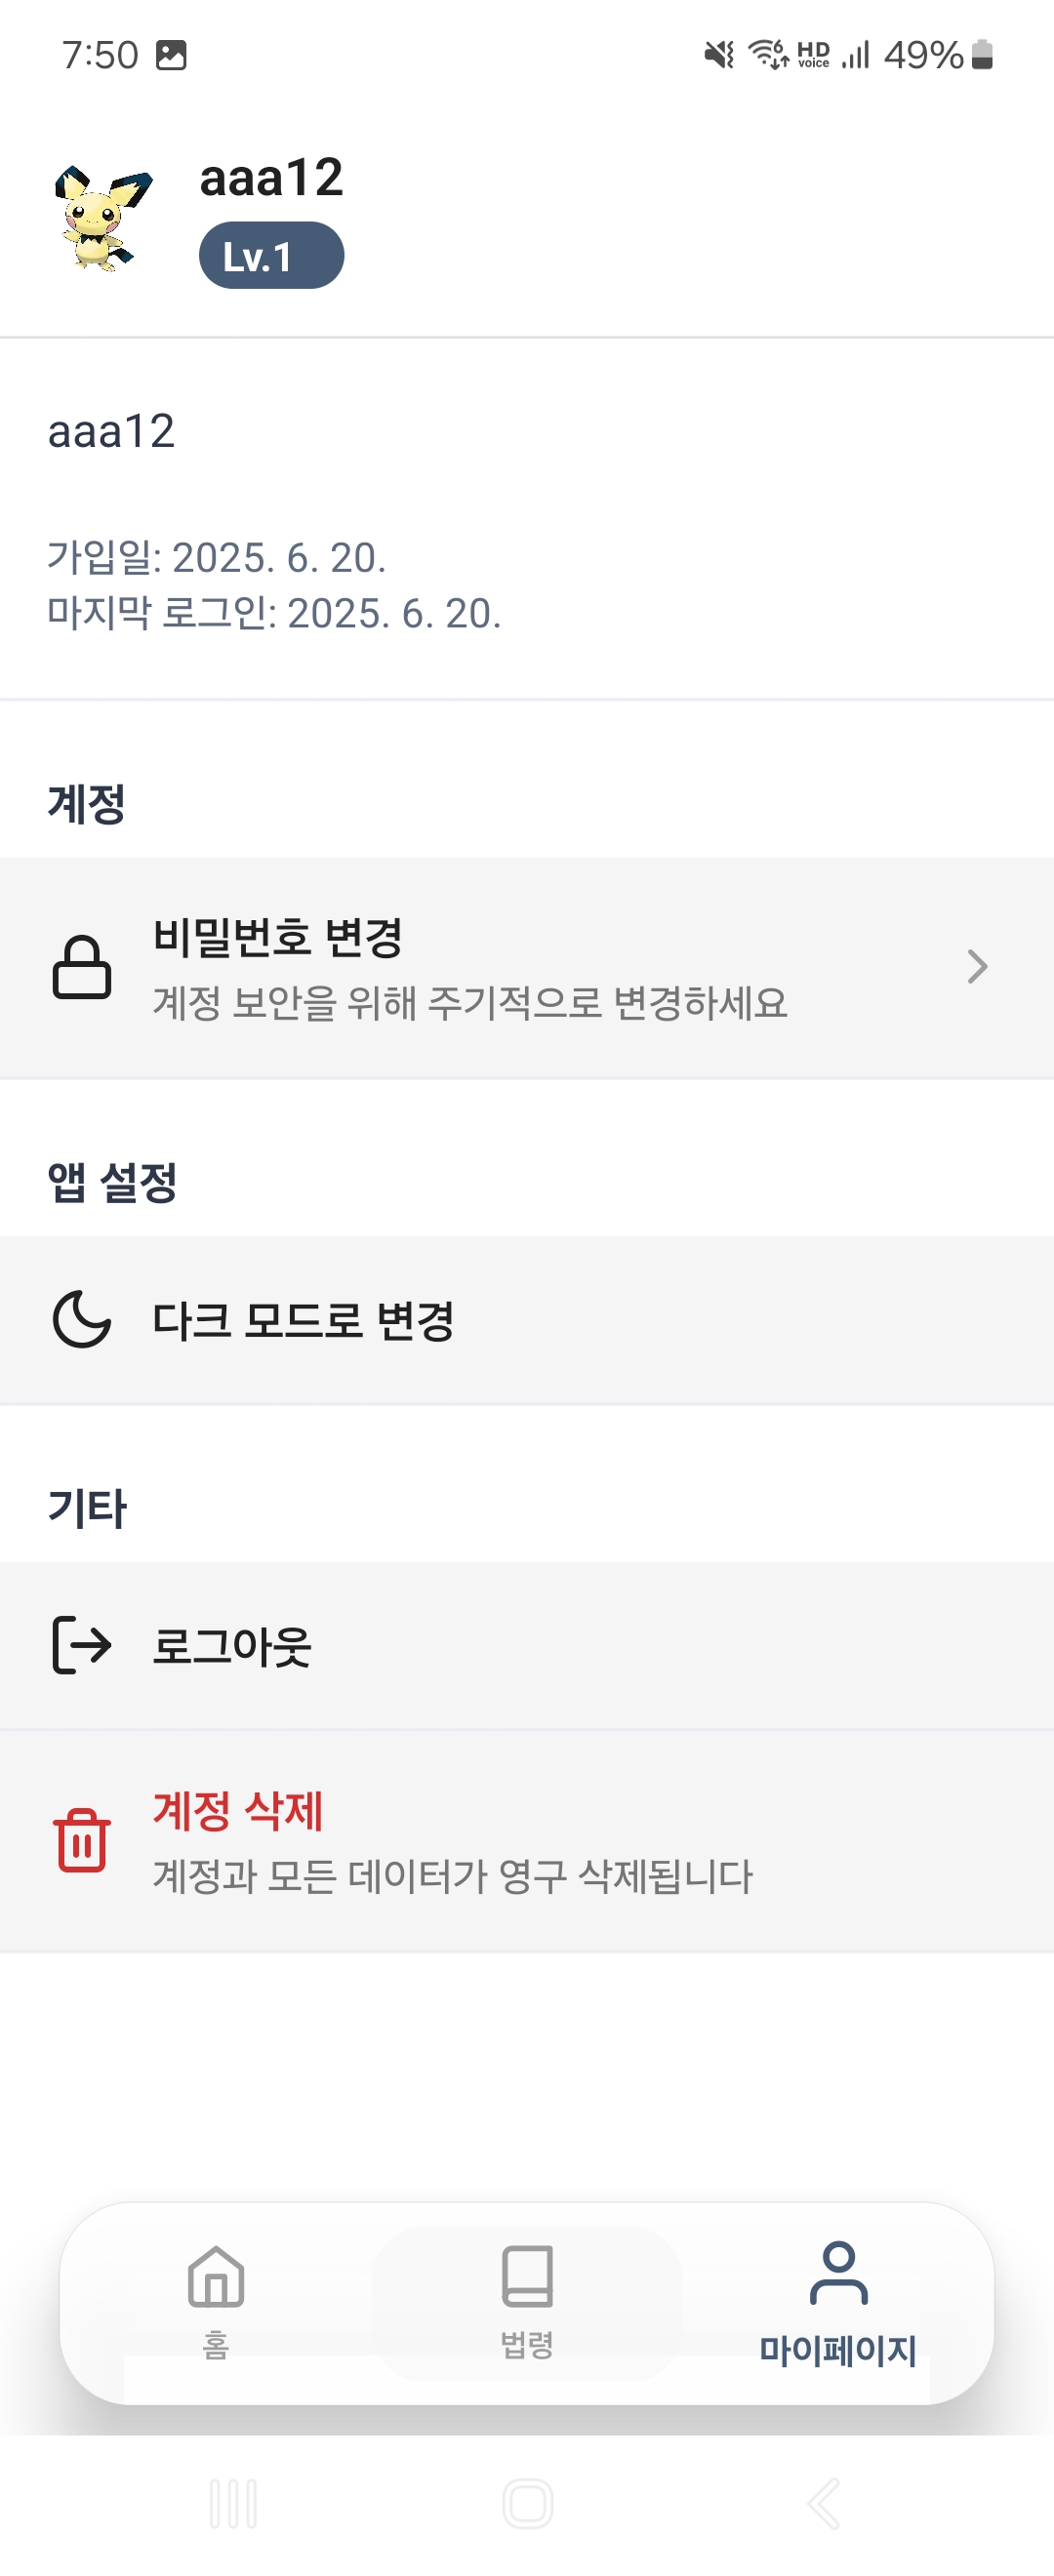 7:50
6 HD voice 49%
aaa12
Lv.1
aaa12
가입일: 2025. 6. 20.
마지막 로그인: 2025. 6. 20.
계정
비밀번호 변경
계정 보안을 위해 주기적으로 변경하세요
앱 설정
다크 모드로 변경
기타
로그아웃
계정 삭제
계정과 모든 데이터가 영구 삭제됩니다
홈 법령 마이페이지